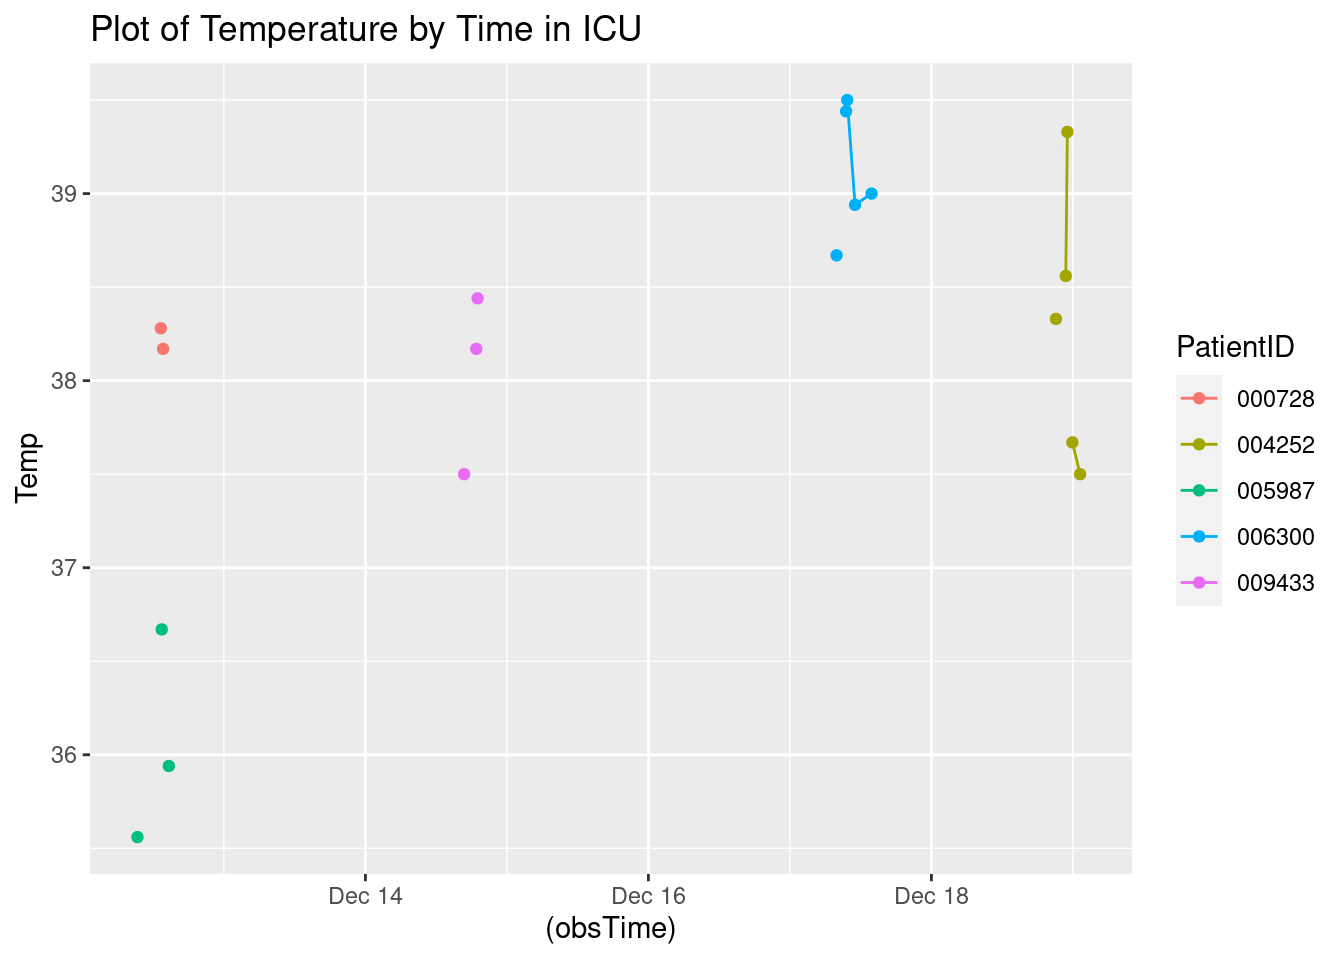 Plot of Temperature by Time in ICU
Temp
39
38
37
36
Dec 14
Dec 16
Dec 18
(obsTime)
PatientID
000728
004252
005987
006300
009433